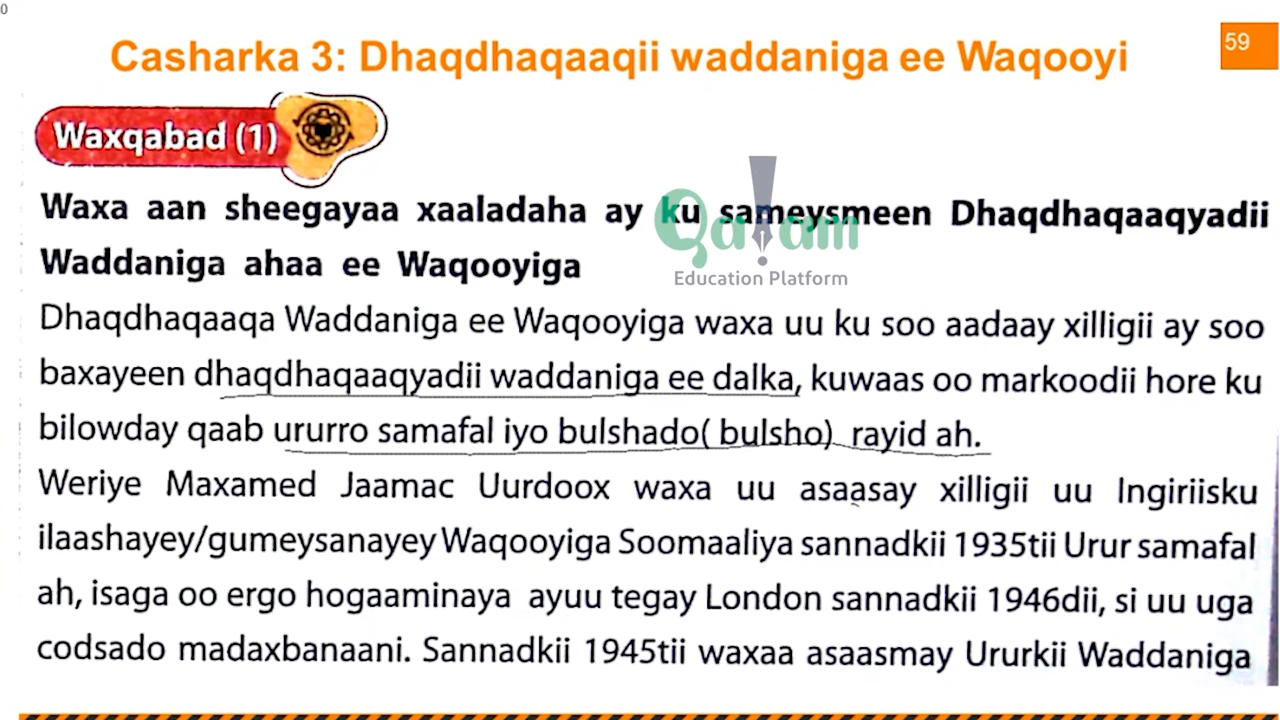 0
Casharka 3: Dhaqdhaqaaqii waddaniga ee Waqooyi
59
Waxqabad (1)
Waxa aan sheegayaa xaaladaha ay ku sameysmeen Dhaqdhaqaaqyadii
Waddaniga ahaa ee Waqooyiga
Qalam
Education Platform
Dhaqdhaqaaqa Waddaniga ee Waqooyiga waxa uu ku soo aadaay xilligii ay soo
baxayeen dhaqdhaqaaqyadii waddaniga ee dalka, kuwaas oo markoodii hore ku
bilowday qaab ururro samafal iyo bulshado( bulsho) rayid ah.
Weriye Maxamed Jaamac Uurdoox waxa uu asaasay xilligii uu Ingiriisku
ilaashayey/gumeysanayey Waqooyiga Soomaaliya sannadkii 1935tii Urur samafal
ah, isaga oo ergo hogaaminaya ayuu tegay London sannadkii 1946dii, si uu uga
codsado madaxbanaani. Sannadkii 1945tii waxaa asaasmay Ururkii Waddaniga